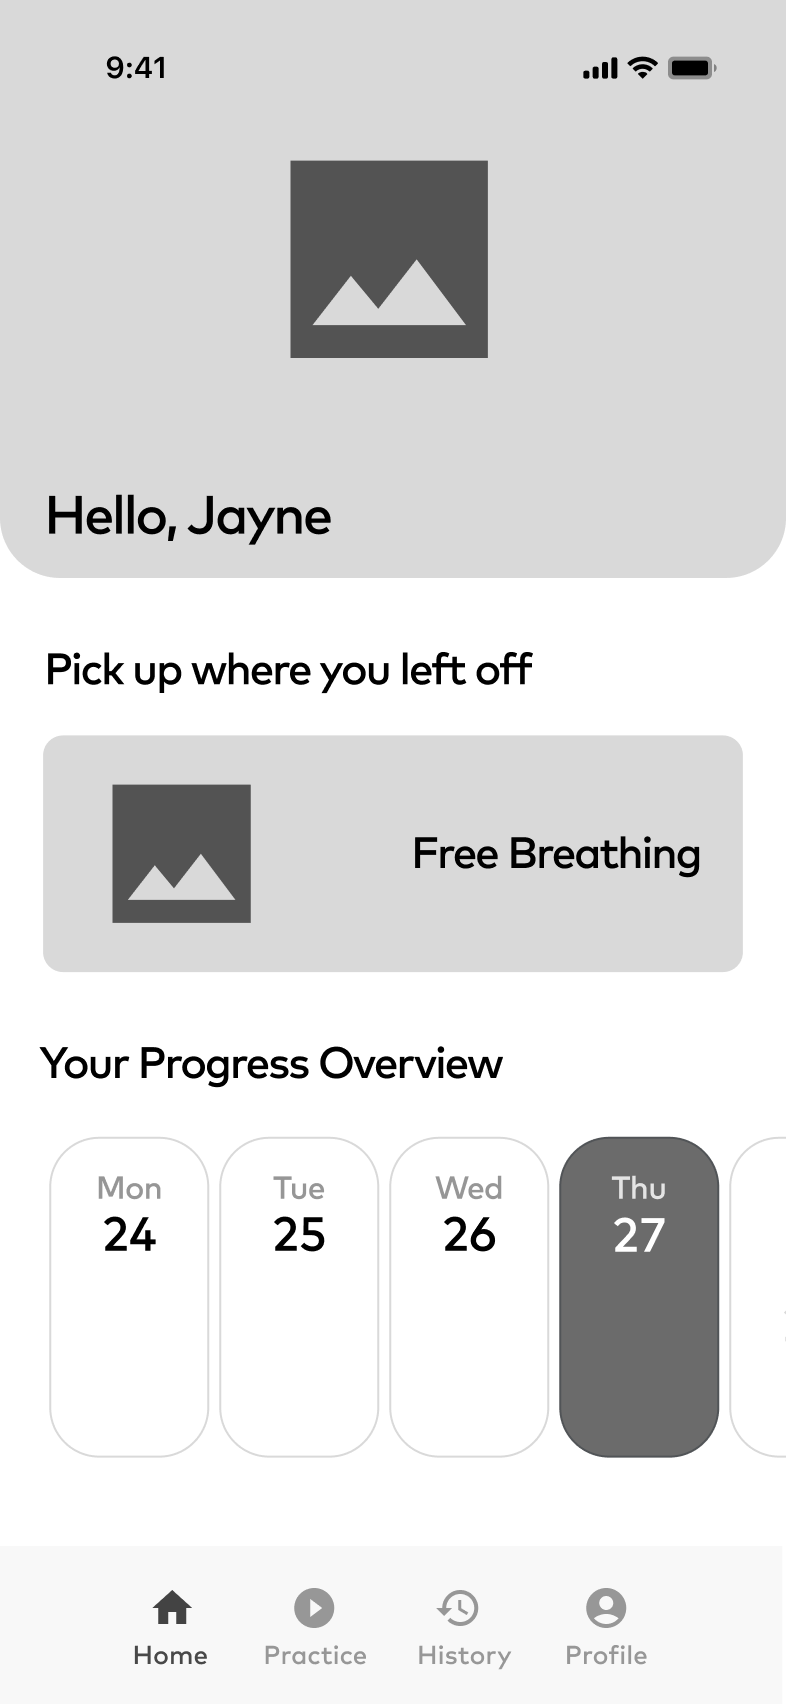 9:41
Hello, Jayne
Pick up where you left off
Free Breathing
Your Progress Overview
Mon Tue Wed Thu
24 25 26 27
Home Practice History Profile